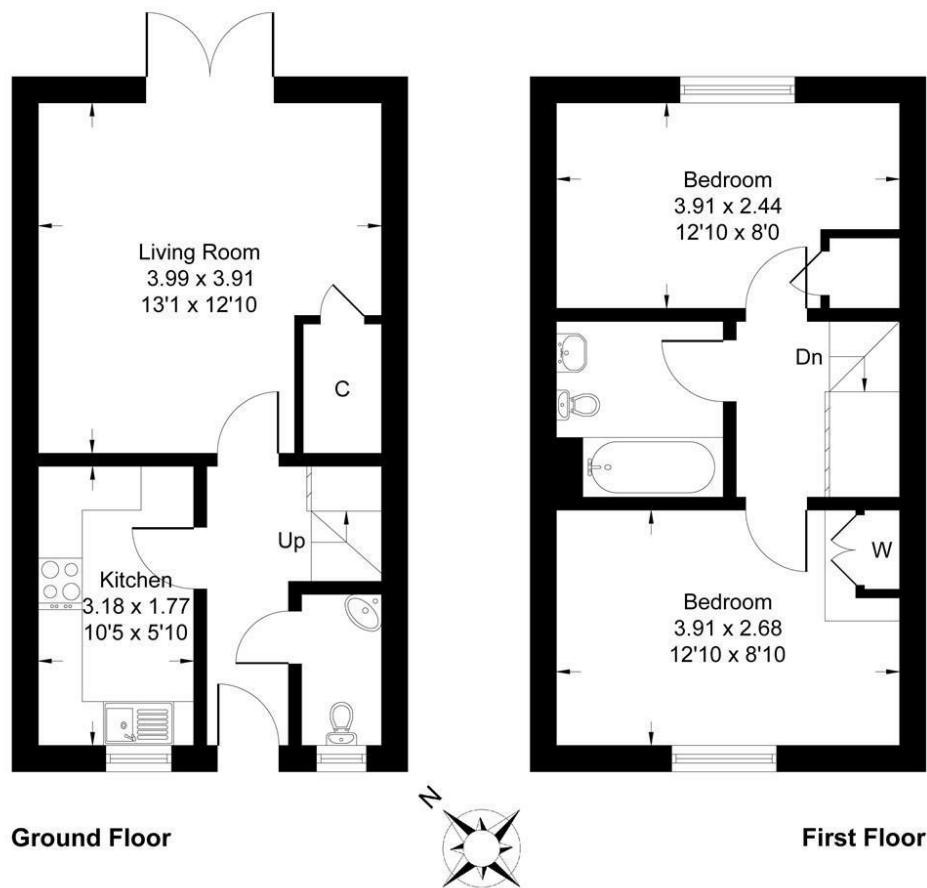 Living Room
3.99 x 3.91
13'1 x 12'10
C
Up
Kitchen
3.18 x 1.77
10'5 x 5'10
Ground Floor
Bedroom
3.91 x 2.44
12'10 x 8'0
Dn
W
Bedroom
3.91 x 2.68
12'10 x 8'10
First Floor
N